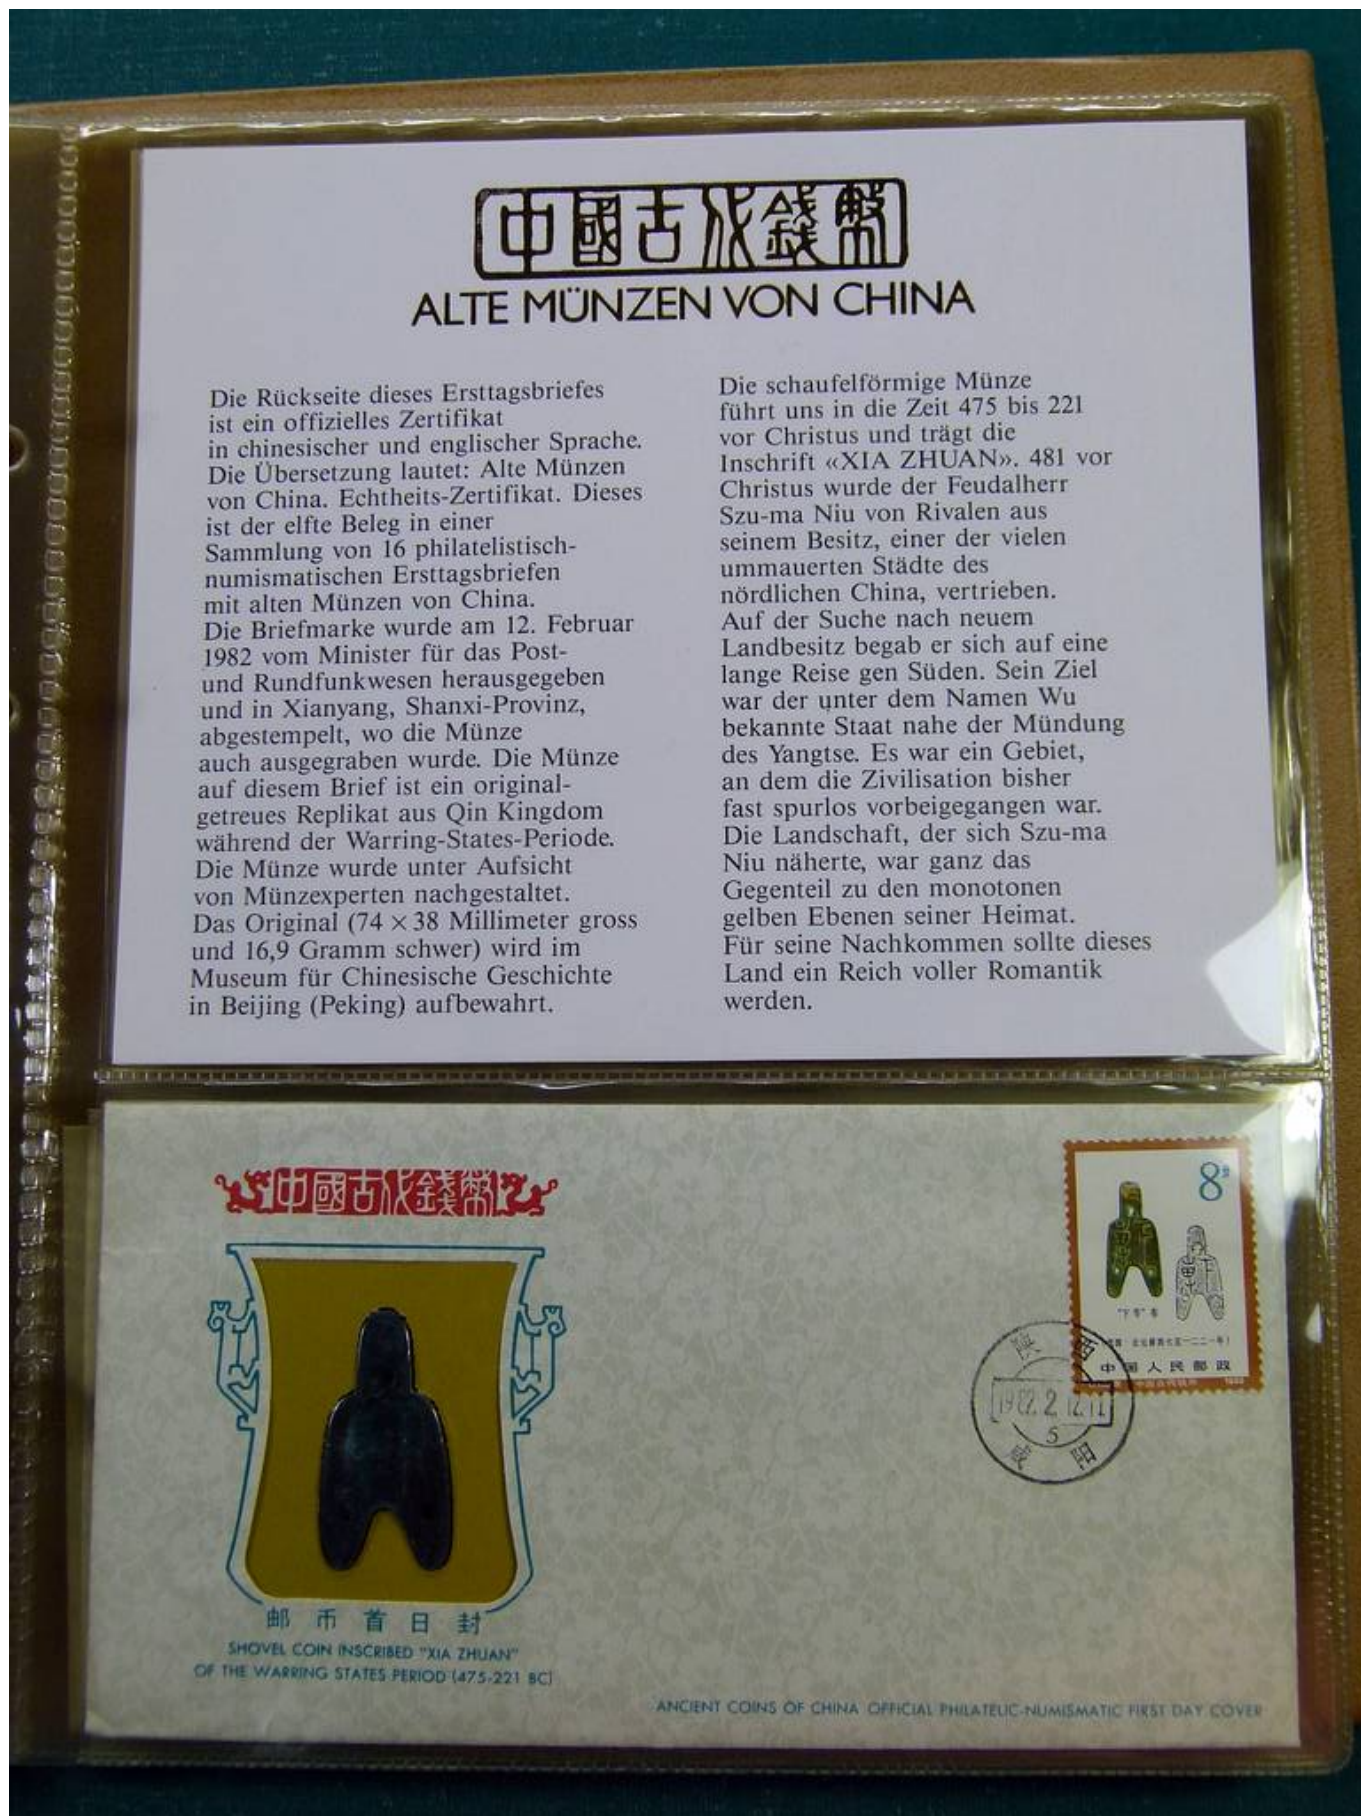 中國古代錢幣
ALTE MÜNZEN VON CHINA
Die Rückseite dieses Ersttagsbriefes
ist ein offizielles Zertifikat
in chinesischer und englischer Sprache.
Die Übersetzung lautet: Alte Münzen
von China. Echtheits-Zertifikat. Dieses
ist der elfte Beleg in einer
Sammlung von 16 philatelistisch-
numismatischen Ersttagsbriefen
mit alten Münzen von China.
Die Briefmarke wurde am 12. Februar
1982 vom Minister für das Post-
und Rundfunkwesen herausgegeben
und in Xianyang, Shanxi-Provinz,
abgestempelt, wo die Münze
auch ausgegraben wurde. Die Münze
auf diesem Brief ist ein original-
getreues Replikat aus Qin Kingdom
während der Warring-States-Periode.
Die Münze wurde unter Aufsicht
von Münzexperten nachgestaltet.
Das Original (74 × 38 Millimeter gross
und 16,9 Gramm schwer) wird im
Museum für Chinesische Geschichte
in Beijing (Peking) aufbewahrt.
Die schaufelförmige Münze
führt uns in die Zeit 475 bis 221
vor Christus und trägt die
Inschrift «XIA ZHUAN». 481 vor
Christus wurde der Feudalherr
Szu-ma Niu von Rivalen aus
seinem Besitz, einer der vielen
ummauerten Städte des
nördlichen China, vertrieben.
Auf der Suche nach neuem
Landbesitz begab er sich auf eine
lange Reise gen Süden. Sein Ziel
war der unter dem Namen Wu
bekannte Staat nahe der Mündung
des Yangtse. Es war ein Gebiet,
an dem die Zivilisation bisher
fast spurlos vorbeigegangen war.
Die Landschaft, der sich Szu-ma
Niu näherte, war ganz das
Gegenteil zu den monotonen
gelben Ebenen seiner Heimat.
Für seine Nachkommen sollte dieses
Land ein Reich voller Romantik
werden.
中國古代錢幣
8分
中国人民邮政
1982
陕西
1982.2.12.11
5
咸阳
邮币首日封
SHOVEL COIN INSCRIBED "XIA ZHUAN"
OF THE WARRING STATES PERIOD (475-221 BC)
ANCIENT COINS OF CHINA OFFICIAL PHILATELIC-NUMISMATIC FIRST DAY COVER